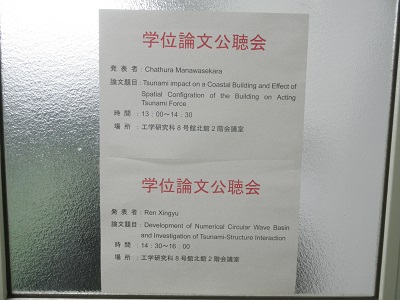 学位論文公聴会
発 表 者：Chathura Manawasekara
論文題目：Tsunami impact on a Coastal Building and Effect of
Spatial Configration of the Building on Acting
Tsunami Force
時 間：13：00～14：30
場 所：工学研究科８号館北館２階会議室
学位論文公聴会
発 表 者：Ren Xingyu
論文題目：Development of Numerical Circular Wave Basin
and Investigation of Tsunami-Structure Interaction
時 間：14：30～16：00
場 所：工学研究科８号館北館２階会議室